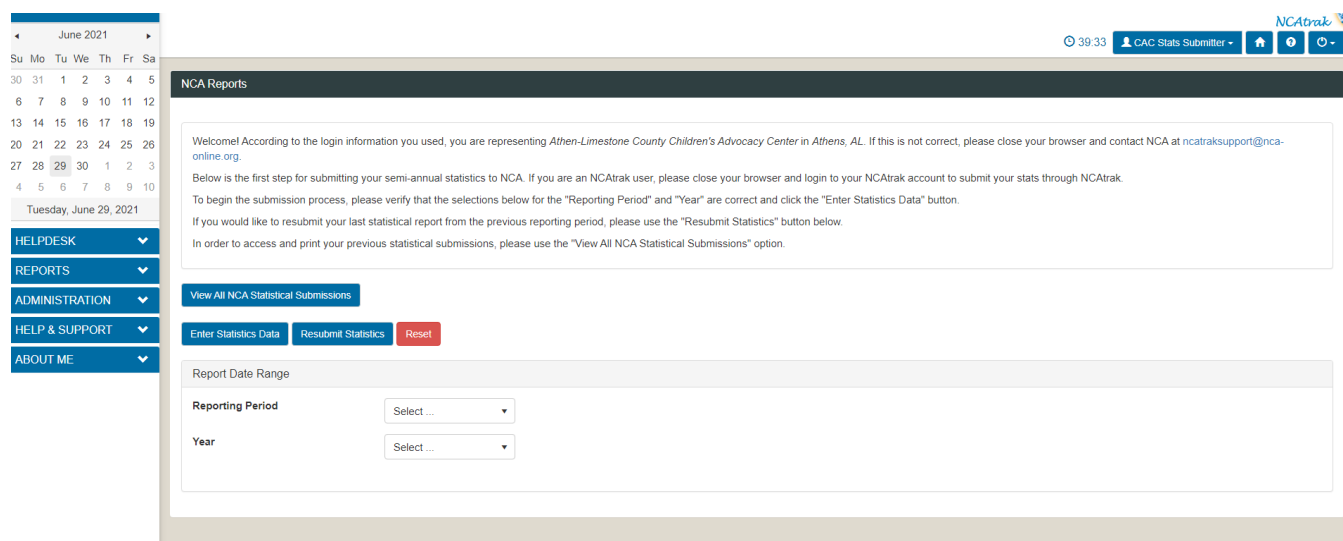 June 2021
Su Mo Tu We Th Fr Sa
30 31 1 2 3 4 5
6 7 8 9 10 11 12
13 14 15 16 17 18 19
20 21 22 23 24 25 26
27 28 29 30 1 2 3
4 5 6 7 8 9 10
Tuesday, June 29, 2021
HELPDESK
REPORTS
ADMINISTRATION
HELP & SUPPORT
ABOUT ME
NCAtrak
39:33 CAC Stats Submitter
NCA Reports
Welcome! According to the login information you used, you are representing Athen-Limestone County Children's Advocacy Center in Athens, AL. If this is not correct, please close your browser and contact NCA at ncatraksupport@nca-
online.org.
Below is the first step for submitting your semi-annual statistics to NCA. If you are an NCAtrak user, please close your browser and login to your NCAtrak account to submit your stats through NCAtrak.
To begin the submission process, please verify that the selections below for the "Reporting Period" and "Year" are correct and click the "Enter Statistics Data" button.
If you would like to resubmit your last statistical report from the previous reporting period, please use the "Resubmit Statistics" button below.
In order to access and print your previous statistical submissions, please use the "View All NCA Statistical Submissions" option.
View All NCA Statistical Submissions
Enter Statistics Data Resubmit Statistics Reset
Report Date Range
Reporting Period Select ...
Year Select ...